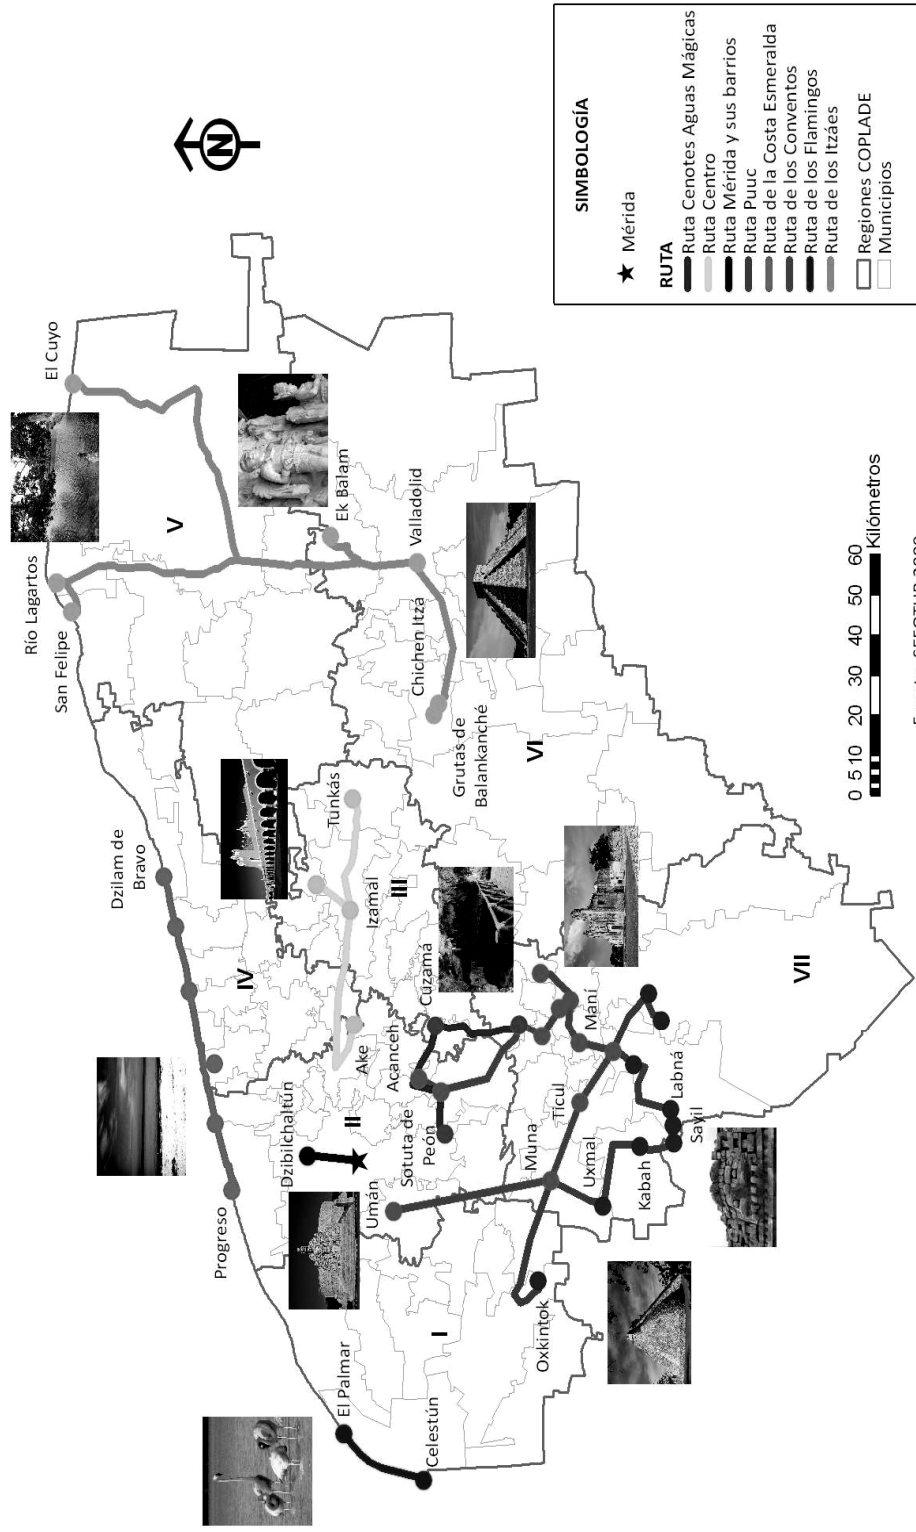 El Cuyo
Río Lagartos
San Felipe
V
Ek Balam
Valladolid
Chichen Itza
Grutas de
Balankanché
VI
Dzilam de
Bravo
Tunkás
IV
Izamal
III
Cuzamá
Ake
Acanceh
Dzibilchaltún
II
Sotuta de
Peón
Progreso
Umán
Maní
Ticul
Muna
Uxmal
Labná
Sayil
Kabah
VII
I
Oxkintok
El Palmar
Celestún
N
SIMBOLOGÍA
Mérida
RUTA
Ruta Cenotes Aguas Mágicas
Ruta Centro
Ruta Mérida y sus barrios
Ruta Puuc
Ruta de la Costa Esmeralda
Ruta de los Conventos
Ruta de los Flamingos
Ruta de los Itzáes
Regiones COPLADE
Municipios
0 5 10 20 30 40 50 60
Kilómetros